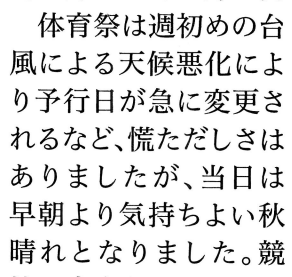 体育祭は週初めの台
風による天候悪化によ
り予行日が急に変更さ
れるなど、慌ただしさは
ありましたが、当日は
早朝より気持ちよい秋
晴れとなりました。競